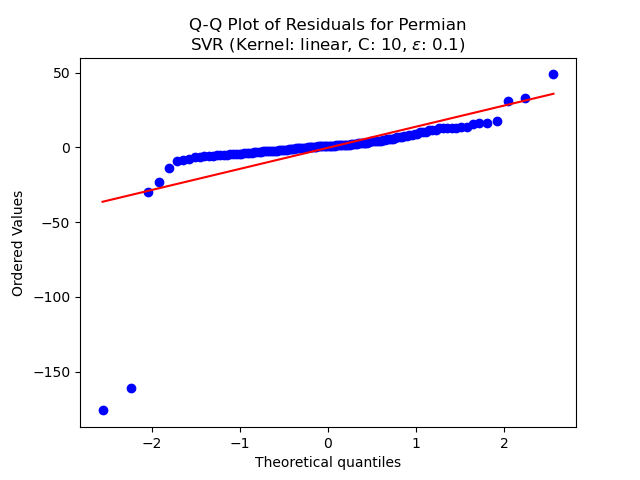 Q-Q Plot of Residuals for Permian
SVR (Kernel: linear, C: 10, ε: 0.1)
50
0
−50
−100
−150
Ordered Values
−2
−1
0
1
2
Theoretical quantiles